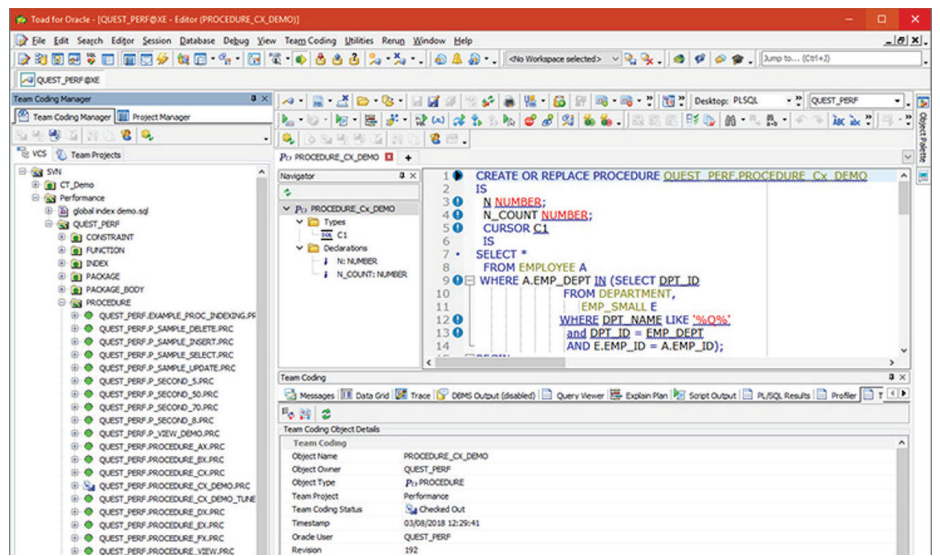 Toad for Oracle - [QUEST_PERF@XE - Editor (PROCEDURE_CX_DEMO)]
File Edit Search Editor Session Database Debug View Team Coding Utilities Rerun Window Help
<No Workspace selected> Jump to... (Ctrl+J)
QUEST_PERF@XE
Team Coding Manager
Team Coding Manager Project Manager
VCS Team Projects
SVN
CT_Demo
Performance
global index demo.sql
QUEST_PERF
CONSTRAINT
FUNCTION
INDEX
PACKAGE
PACKAGE_BODY
PROCEDURE
QUEST_PERF.EXAMPLE_PROC_INDEXING.PR
QUEST_PERF.P_SAMPLE_DELETE.PRC
QUEST_PERF.P_SAMPLE_INSERT.PRC
QUEST_PERF.P_SAMPLE_SELECT.PRC
QUEST_PERF.P_SAMPLE_UPDATE.PRC
QUEST_PERF.P_SECOND_5.PRC
QUEST_PERF.P_SECOND_50.PRC
QUEST_PERF.P_SECOND_70.PRC
QUEST_PERF.P_SECOND_8.PRC
QUEST_PERF.P_VIEW_DEMO.PRC
QUEST_PERF.PROCEDURE_AX.PRC
QUEST_PERF.PROCEDURE_BX.PRC
QUEST_PERF.PROCEDURE_CX.PRC
QUEST_PERF.PROCEDURE_CX_DEMO.PRC
QUEST_PERF.PROCEDURE_CX_DEMO_TUNE
QUEST_PERF.PROCEDURE_DX.PRC
QUEST_PERF.PROCEDURE_EX.PRC
QUEST_PERF.PROCEDURE_FX.PRC
QUEST_PERF.PROCEDURE_VIEW.PRC
Desktop: PLSQL QUEST_PERF
Object Palette
PROCEDURE_CX_DEMO
Navigator
PROCEDURE_Cx_DEMO
Types
C1
Declarations
N: NUMBER
N_COUNT: NUMBER
1 CREATE OR REPLACE PROCEDURE QUEST_PERF.PROCEDURE_Cx_DEMO
2 IS
3 N NUMBER;
4 N_COUNT NUMBER;
5 CURSOR C1
6 IS
7 SELECT *
8 FROM EMPLOYEE A
9 WHERE A.EMP_DEPT IN (SELECT DPT_ID
10 FROM DEPARTMENT,
11 EMP_SMALL E
12 WHERE DPT_NAME LIKE '%Q%'
13 and DPT_ID = EMP_DEPT
14 AND E.EMP_ID = A.EMP_ID);
Team Coding
Messages Data Grid Trace DBMS Output (disabled) Query Viewer Explain Plan Script Output PL/SQL Results Profiler T
Team Coding Object Details
Team Coding
Object Name PROCEDURE_CX_DEMO
Object Owner QUEST_PERF
Object Type PROCEDURE
Team Project Performance
Team Coding Status Checked Out
Timestamp 03/08/2018 12:29:41
Oracle User QUEST_PERF
Revision 192